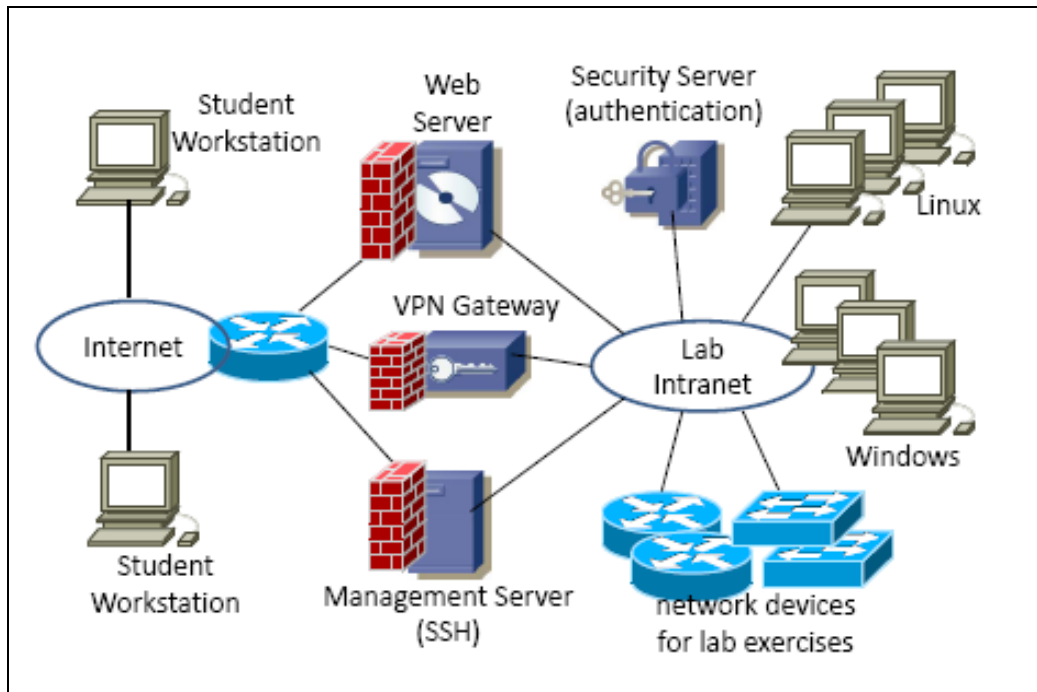 Student
Workstation
Web
Server
Security Server
(authentication)
Linux
VPN Gateway
Internet
Lab
Intranet
Windows
Student
Workstation
Management Server
(SSH)
network devices
for lab exercises